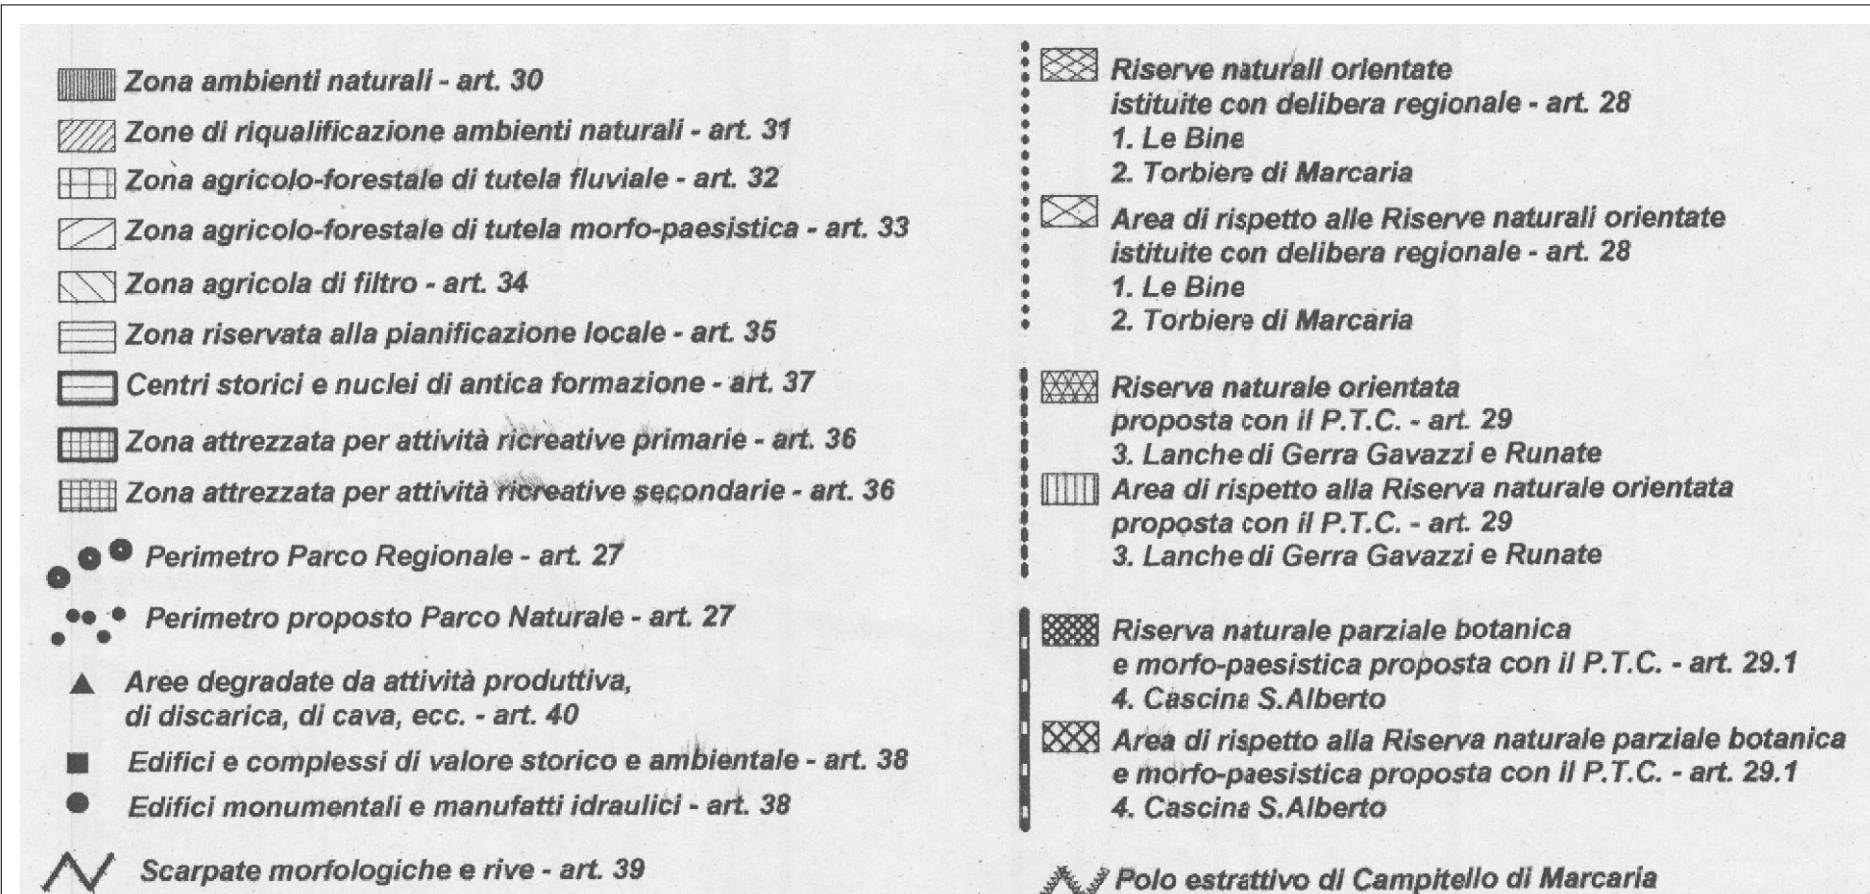 Zona ambienti naturali - art. 30
Zone di riqualificazione ambienti naturali - art. 31
Zona agricolo-forestale di tutela fluviale - art. 32
Zona agricolo-forestale di tutela morfo-paesistica - art. 33
Zona agricola di filtro - art. 34
Zona riservata alla pianificazione locale - art. 35
Centri storici e nuclei di antica formazione - art. 37
Zona attrezzata per attività ricreative primarie - art. 36
Zona attrezzata per attività ricreative secondarie - art. 36
Perimetro Parco Regionale - art. 27
Perimetro proposto Parco Naturale - art. 27
Aree degradate da attività produttiva,
di discarica, di cava, ecc. - art. 40
Edifici e complessi di valore storico e ambientale - art. 38
Edifici monumentali e manufatti idraulici - art. 38
Scarpate morfologiche e rive - art. 39
Riserve naturali orientate
istituite con delibera regionale - art. 28
1. Le Bine
2. Torbiere di Marcaria
Area di rispetto alle Riserve naturali orientate
istituite con delibera regionale - art. 28
1. Le Bine
2. Torbiere di Marcaria
Riserva naturale orientata
proposta con il P.T.C. - art. 29
3. Lanche di Gerra Gavazzi e Runate
Area di rispetto alla Riserva naturale orientata
proposta con il P.T.C. - art. 29
3. Lanche di Gerra Gavazzi e Runate
Riserva naturale parziale botanica
e morfo-paesistica proposta con il P.T.C. - art. 29.1
4. Cascina S.Alberto
Area di rispetto alla Riserva naturale parziale botanica
e morfo-paesistica proposta con il P.T.C. - art. 29.1
4. Cascina S.Alberto
Polo estrattivo di Campitello di Marcaria